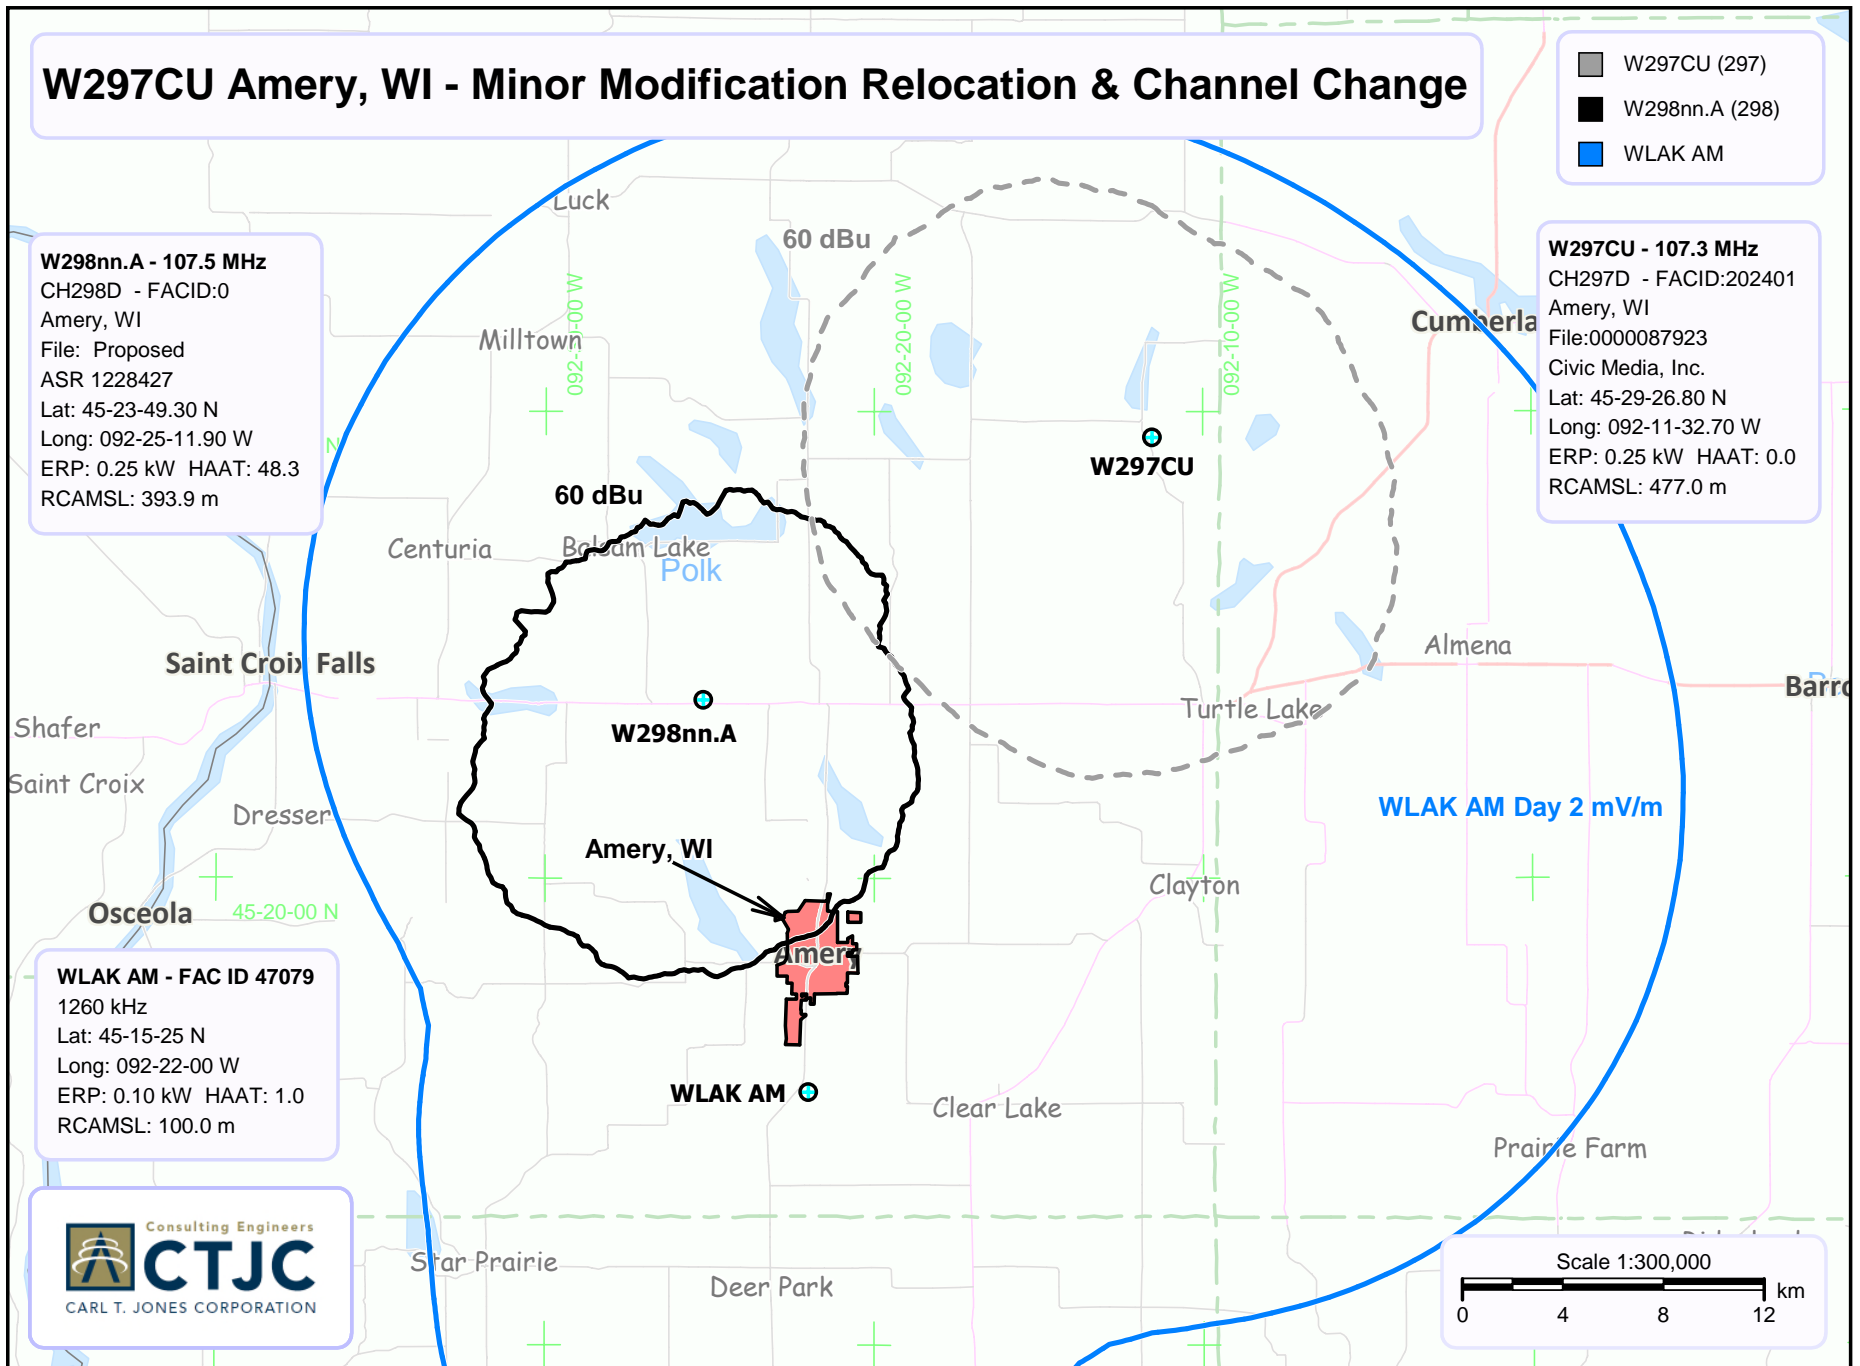 W297CU Amery, WI - Minor Modification Relocation & Channel Change
W297CU (297)
W298nn.A (298)
WLAK AM
W298nn.A - 107.5 MHz
CH298D - FACID:0
Amery, WI
File: Proposed
ASR 1228427
Lat: 45-23-49.30 N
Long: 092-25-11.90 W
ERP: 0.25 kW HAAT: 48.3
RCAMSL: 393.9 m
W297CU - 107.3 MHz
CH297D - FACID:202401
Amery, WI
File:0000087923
Civic Media, Inc.
Lat: 45-29-26.80 N
Long: 092-11-32.70 W
ERP: 0.25 kW HAAT: 0.0
RCAMSL: 477.0 m
Luck
60 dBu
092-20-00 W
092-10-00 W
Milltown
N
W297CU
60 dBu
Centuria
Balsam Lake
Polk
Saint Croix Falls
Almena
Turtle Lake
W298nn.A
Shafer
Saint Croix
Dresser
WLAK AM Day 2 mV/m
Amery, WI
Clayton
Osceola
45-20-00 N
Amery
WLAK AM - FAC ID 47079
1260 kHz
Lat: 45-15-25 N
Long: 092-22-00 W
ERP: 0.10 kW HAAT: 1.0
RCAMSL: 100.0 m
WLAK AM
Clear Lake
Prairie Farm
Star Prairie
Deer Park
Consulting Engineers
CTJC
CARL T. JONES CORPORATION
Scale 1:300,000
km
0 4 8 12